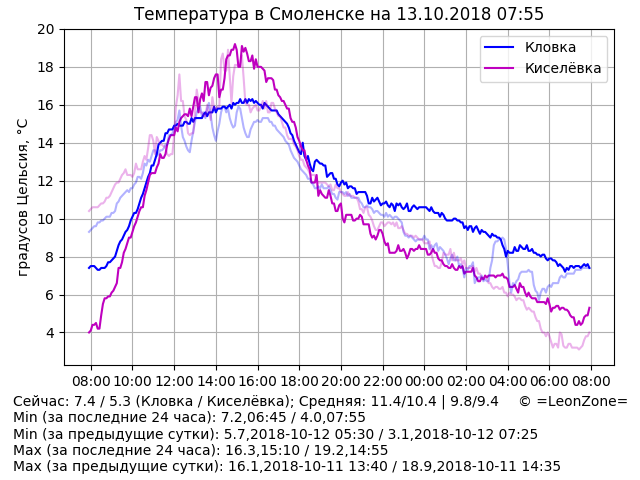 Температура в Смоленске на 13.10.2018 07:55
градусов Цельсия, °C
20
18
16
14
12
10
8
6
4
Кловка
Киселёвка
08:00 10:00 12:00 14:00 16:00 18:00 20:00 22:00 00:00 02:00 04:00 06:00 08:00
Сейчас: 7.4 / 5.3 (Кловка / Киселёвка); Средняя: 11.4/10.4 | 9.8/9.4 © =LeonZone=
Min (за последние 24 часа): 7.2,06:45 / 4.0,07:55
Min (за предыдущие сутки): 5.7,2018-10-12 05:30 / 3.1,2018-10-12 07:25
Max (за последние 24 часа): 16.3,15:10 / 19.2,14:55
Max (за предыдущие сутки): 16.1,2018-10-11 13:40 / 18.9,2018-10-11 14:35